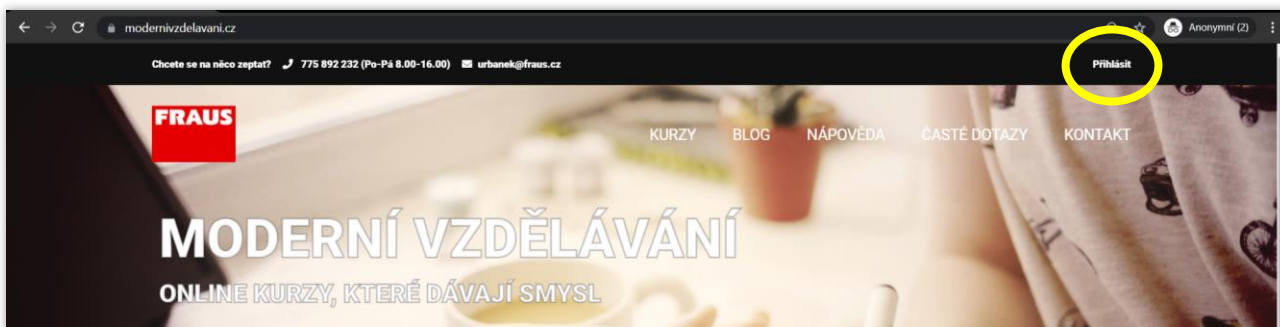 modernivzdelavani.cz
Anonymní (2)
Chcete se na něco zeptat? 775 892 232 (Po-Pá 8.00-16.00) urbanek@fraus.cz
Přihlásit
FRAUS
KURZY BLOG NÁPOVĚDA ČASTÉ DOTAZY KONTAKT
MODERNÍ VZDĚLÁVÁNÍ
ONLINE KURZY, KTERÉ DÁVAJÍ SMYSL